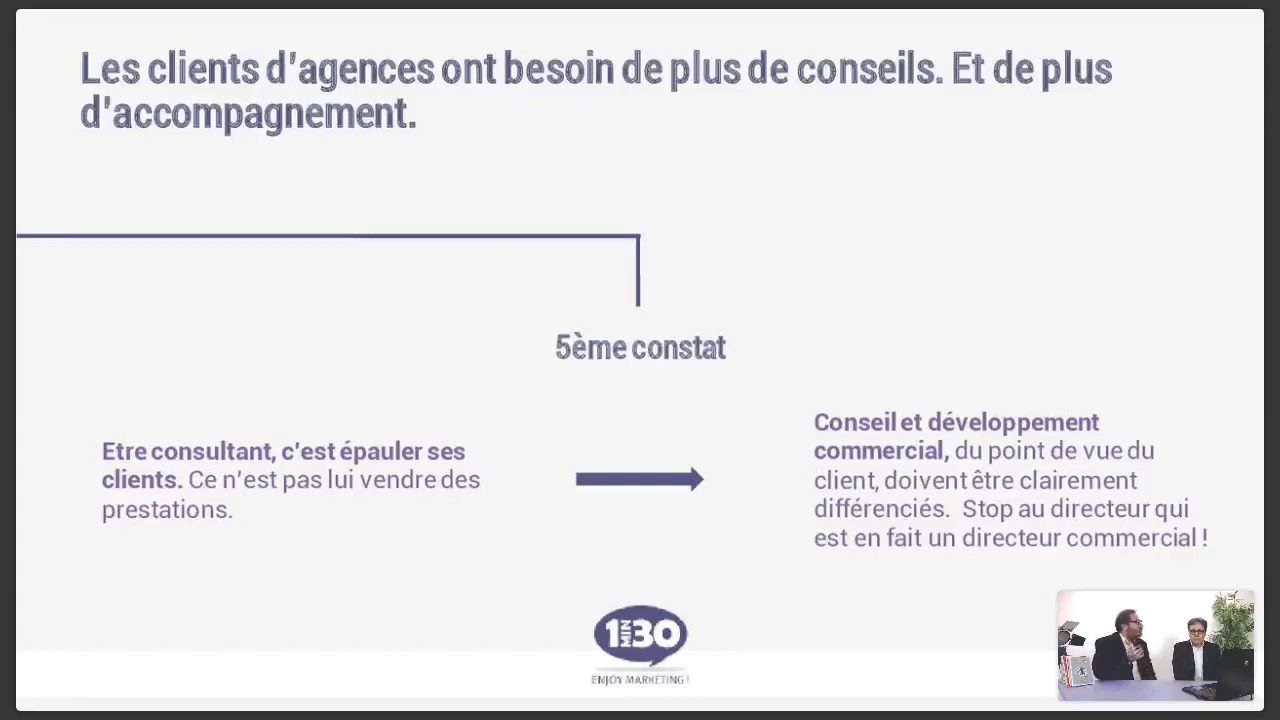 Les clients d'agences ont besoin de plus de conseils. Et de plus
d'accompagnement.
5ème constat
Etre consultant, c'est épauler ses
clients. Ce n'est pas lui vendre des
prestations.
Conseil et développement
commercial, du point de vue du
client, doivent être clairement
différenciés. Stop au directeur qui
est en fait un directeur commercial !
1MIN30
ENJOY MARKETING !